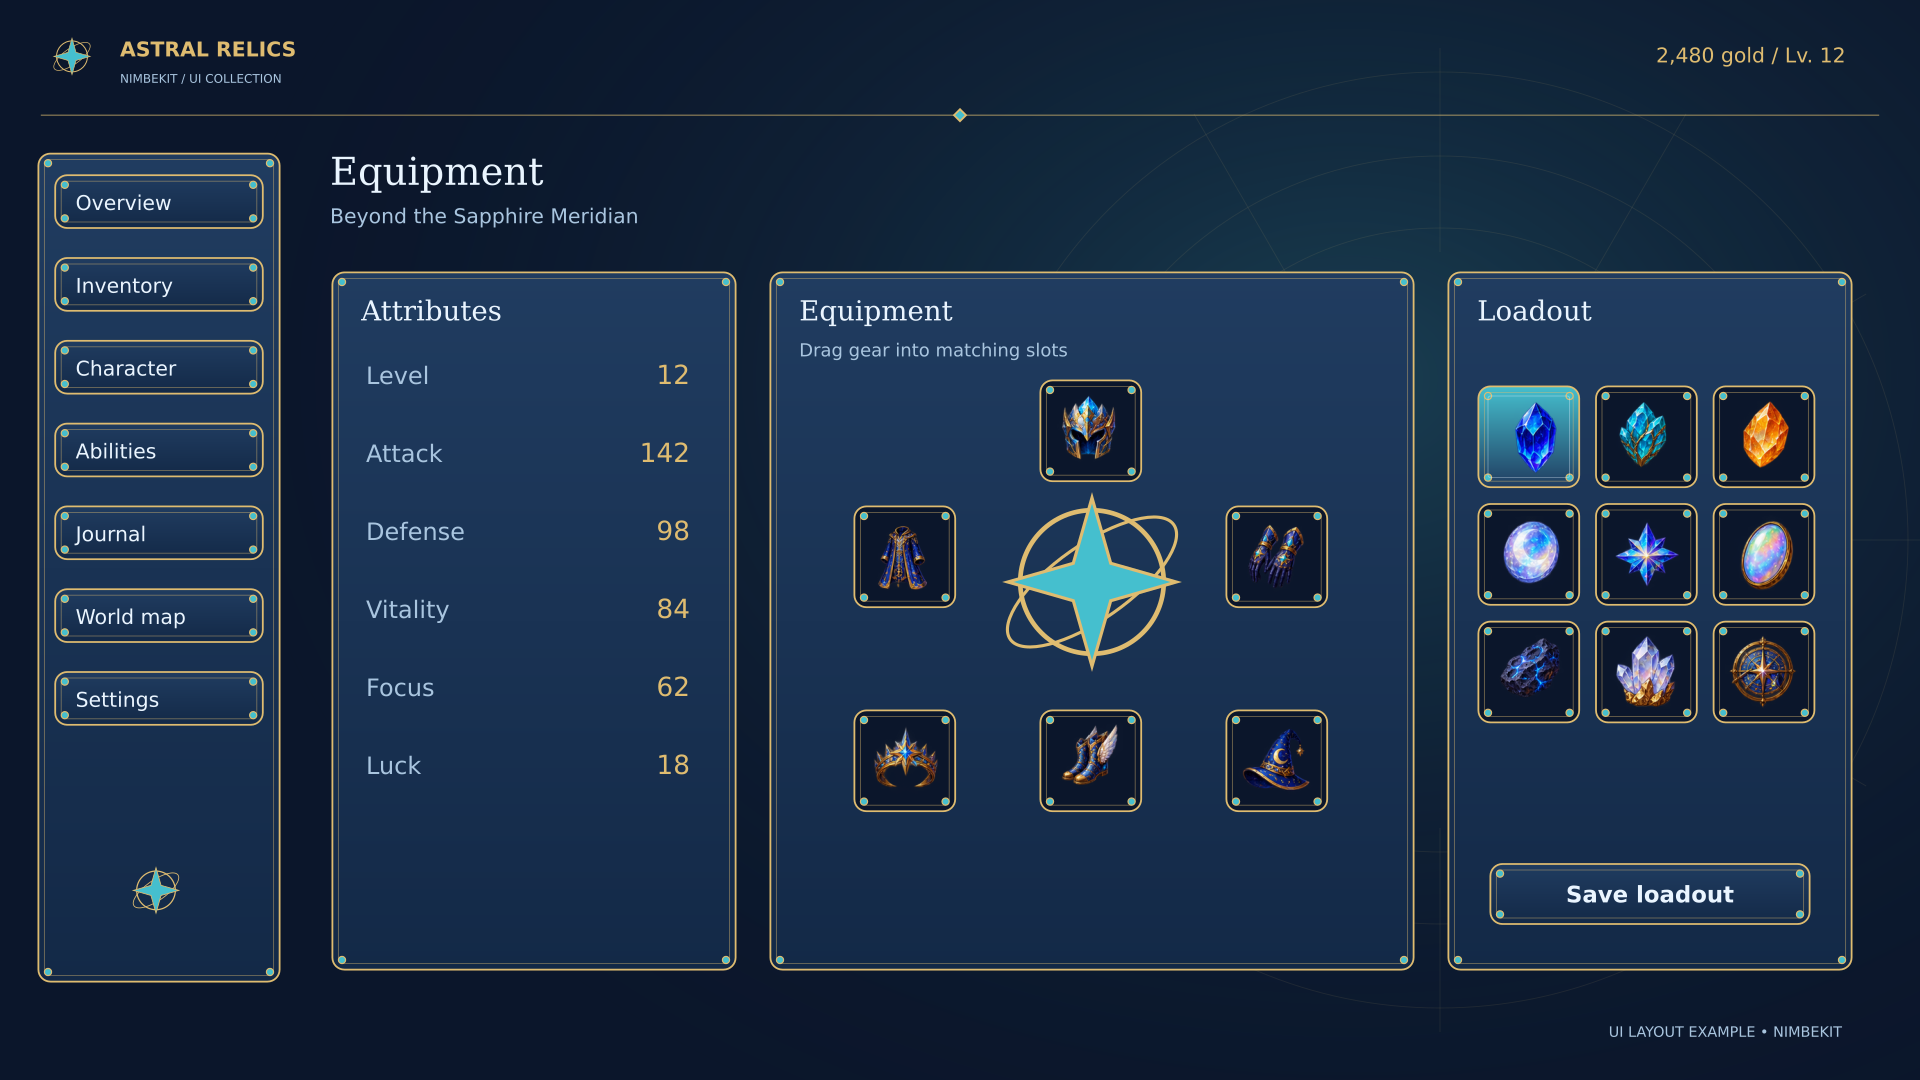 ASTRAL RELICS
NIMBEKIT / UI COLLECTION
2,480 gold / Lv. 12
Overview
Inventory
Character
Abilities
Journal
World map
Settings
Equipment
Beyond the Sapphire Meridian
Attributes
Level 12
Attack 142
Defense 98
Vitality 84
Focus 62
Luck 18
Equipment
Drag gear into matching slots
Loadout
Save loadout
UI LAYOUT EXAMPLE • NIMBEKIT